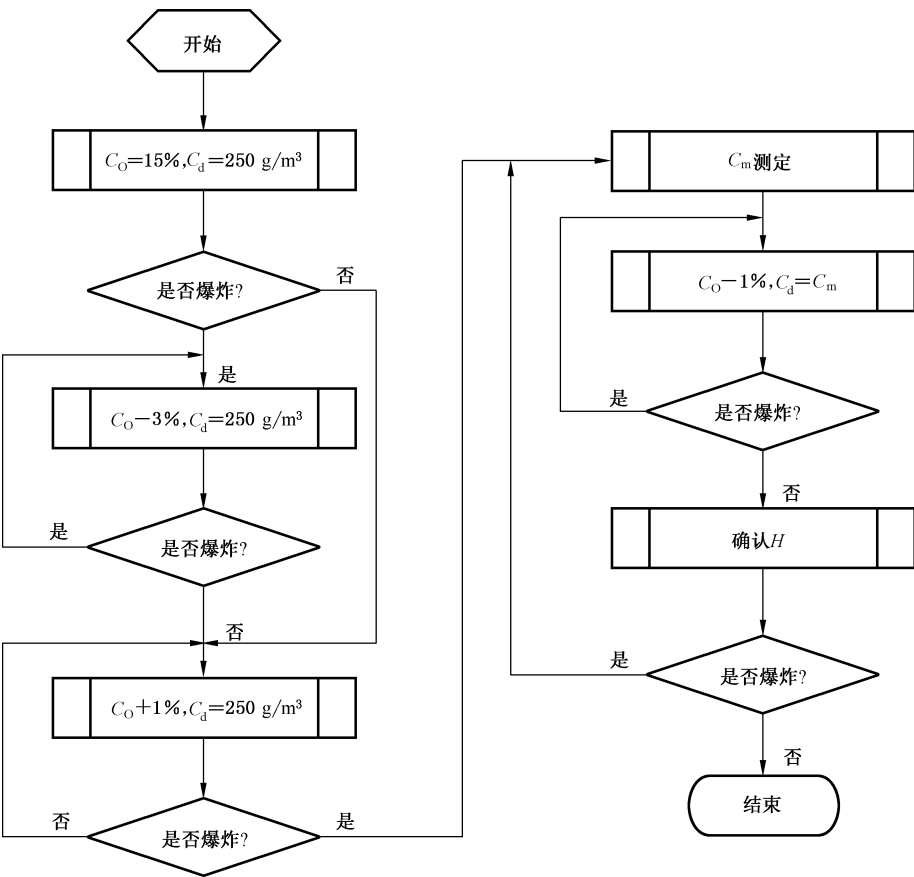 开始
C_O=15%,C_d=250 g/m³
是否爆炸?
否
是
C_O−3%,C_d=250 g/m³
是否爆炸?
是
否
C_O+1%,C_d=250 g/m³
是否爆炸?
否
是
C_m测定
C_O−1%,C_d=C_m
是否爆炸?
是
否
确认H
是否爆炸?
是
否
结束